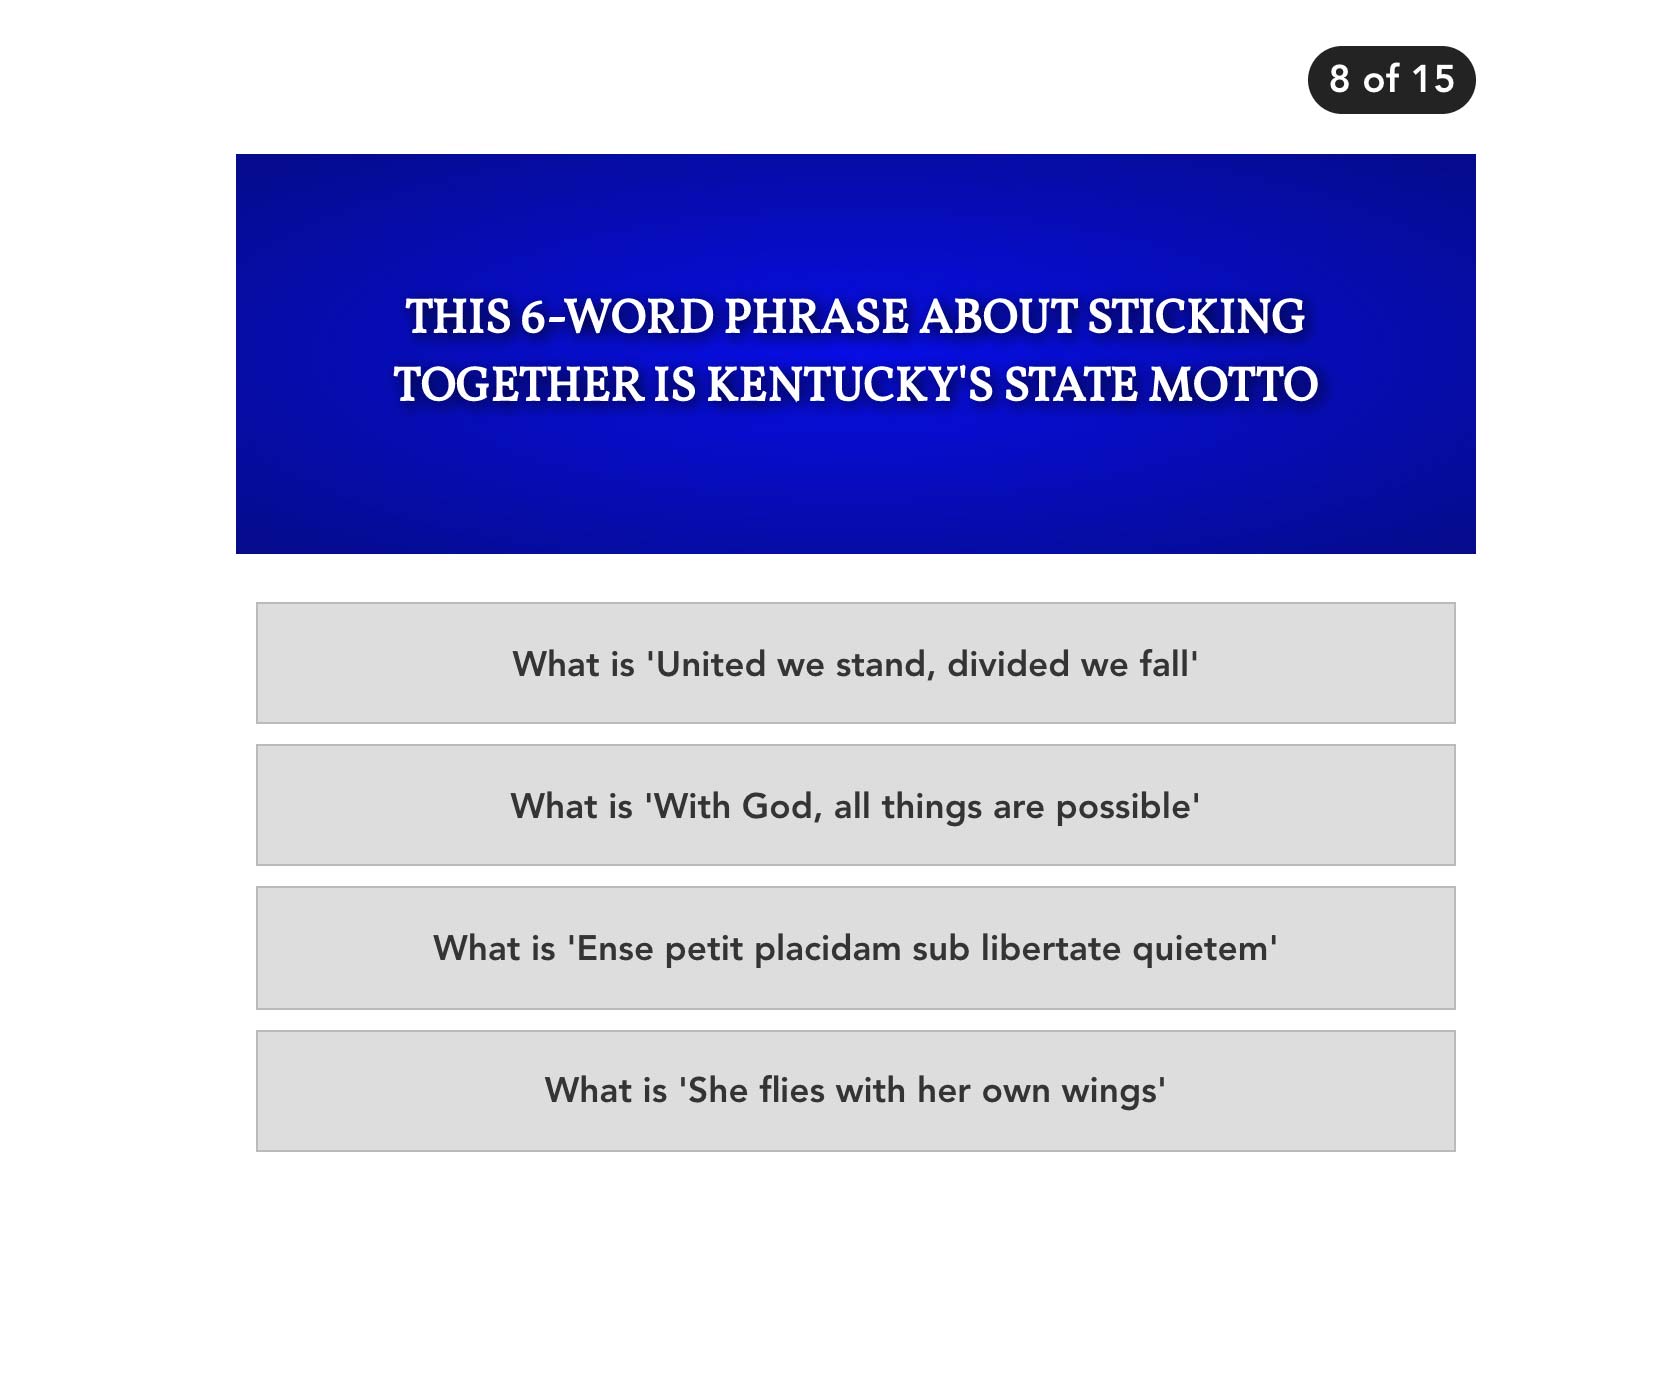 8 of 15
THIS 6-WORD PHRASE ABOUT STICKING
TOGETHER IS KENTUCKY'S STATE MOTTO
What is 'United we stand, divided we fall'
What is 'With God, all things are possible'
What is 'Ense petit placidam sub libertate quietem'
What is 'She flies with her own wings'